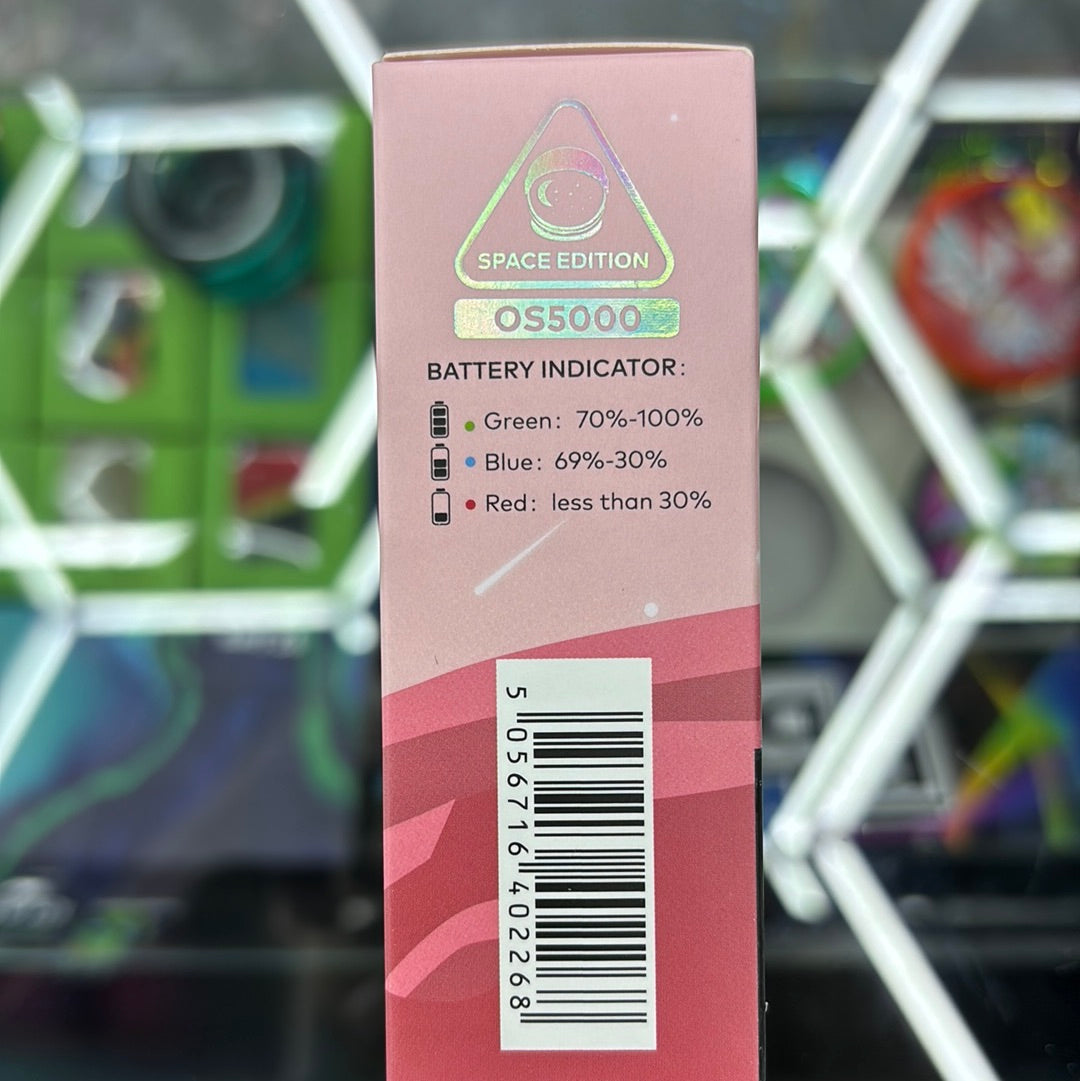 SPACE EDITION
OS5000
BATTERY INDICATOR:
Green: 70%-100%
Blue: 69%-30%
Red: less than 30%
5 056716 402268